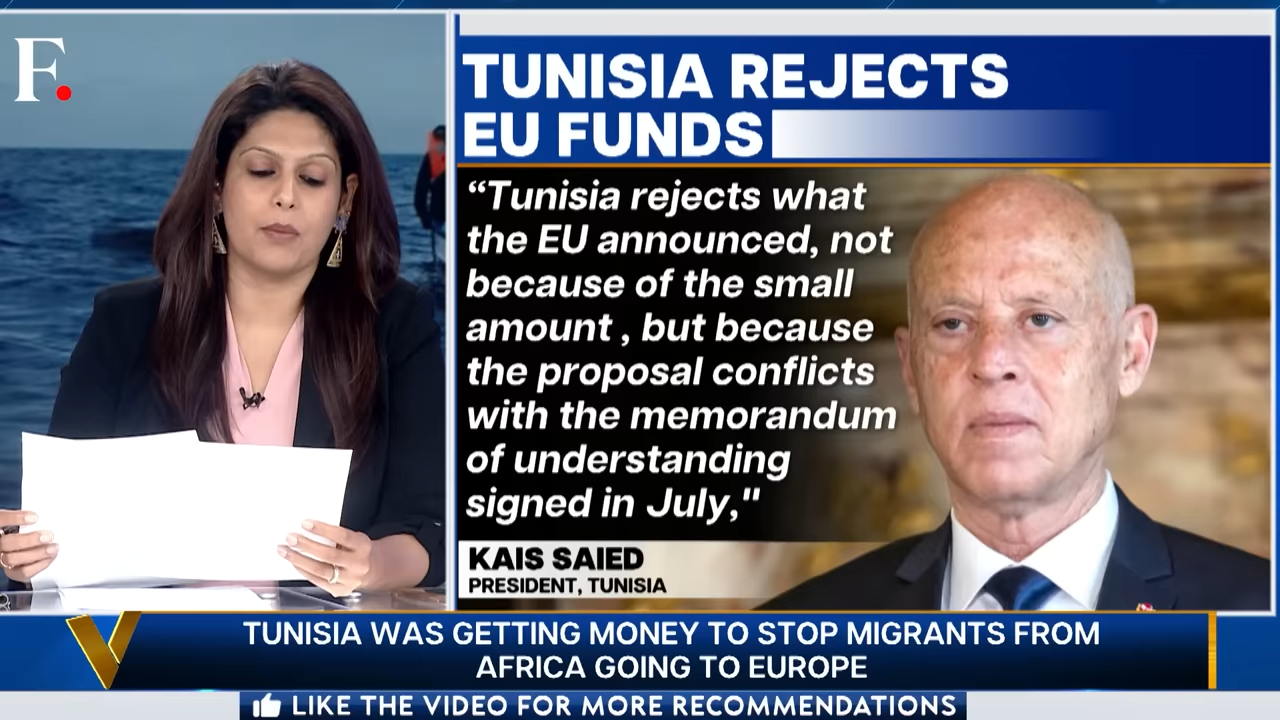 F.
TUNISIA REJECTS
EU FUNDS
“Tunisia rejects what
the EU announced, not
because of the small
amount , but because
the proposal conflicts
with the memorandum
of understanding
signed in July,"
KAIS SAIED
PRESIDENT, TUNISIA
V
TUNISIA WAS GETTING MONEY TO STOP MIGRANTS FROM
AFRICA GOING TO EUROPE
LIKE THE VIDEO FOR MORE RECOMMENDATIONS